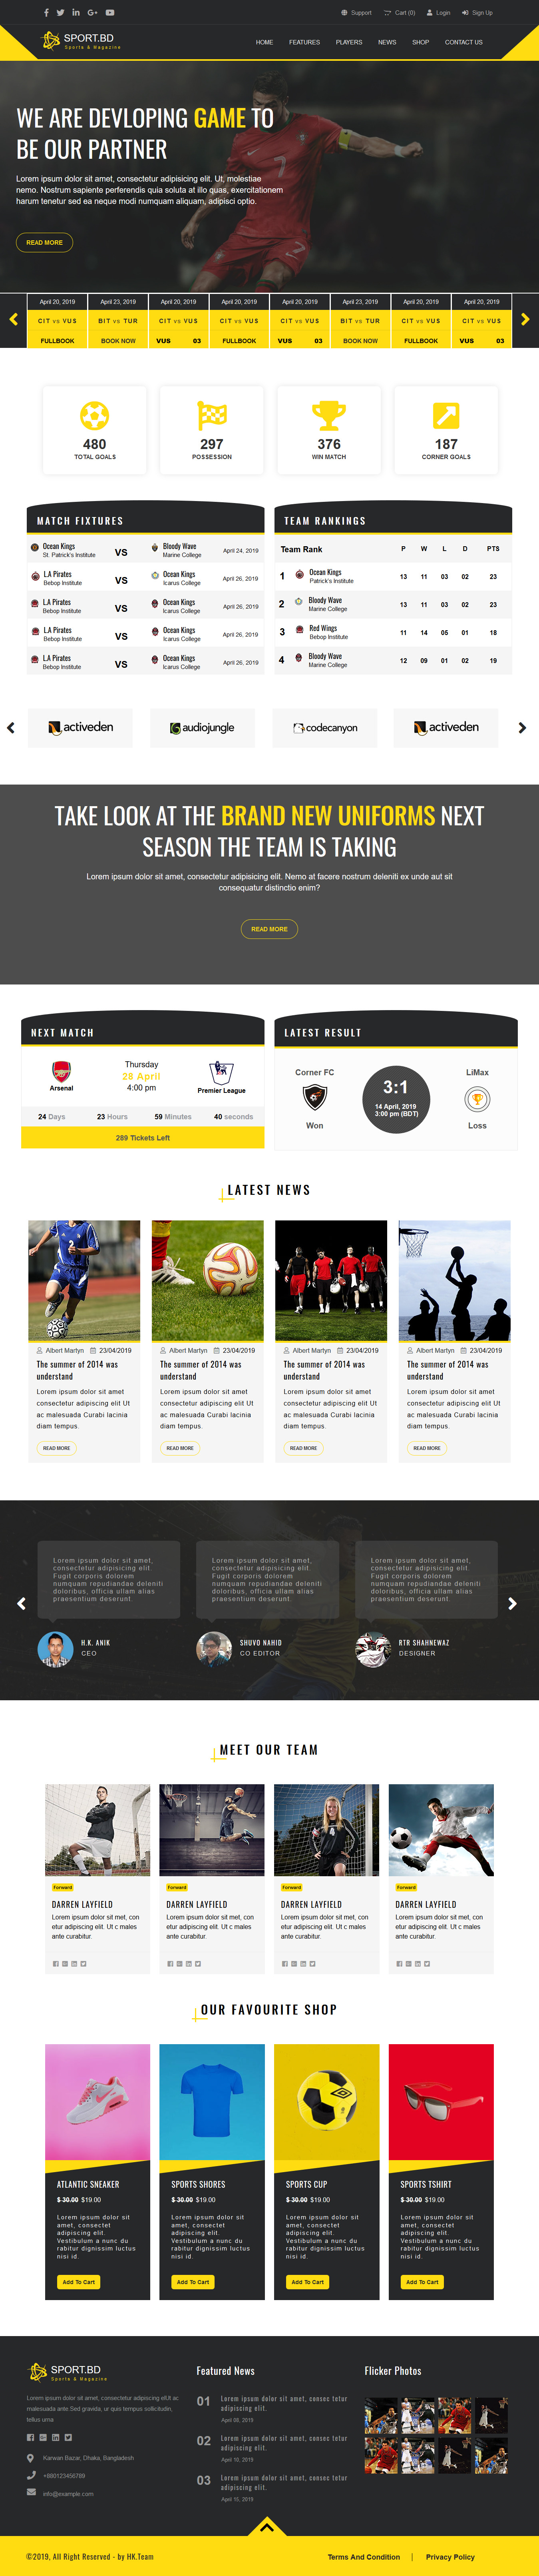 Support Cart (0) Login Sign Up
SPORT.BD
Sports & Magazine
HOME FEATURES PLAYERS NEWS SHOP CONTACT US
WE ARE DEVLOPING GAME TO
BE OUR PARTNER
Lorem ipsum dolor sit amet, consectetur adipisicing elit. Ut, molestiae
nemo. Nostrum sapiente perferendis quia soluta at illo quas, exercitationem
harum tenetur sed ea neque modi numquam aliquam, adipisci optio.
READ MORE
April 20, 2019 April 23, 2019 April 20, 2019 April 20, 2019 April 20, 2019 April 23, 2019 April 20, 2019 April 20, 2019
CIT vs VUS BIT vs TUR CIT vs VUS CIT vs VUS CIT vs VUS BIT vs TUR CIT vs VUS CIT vs VUS
FULLBOOK BOOK NOW VUS 03 FULLBOOK VUS 03 BOOK NOW FULLBOOK VUS 03
480 297 376 187
TOTAL GOALS POSSESSION WIN MATCH CORNER GOALS
MATCH FIXTURES
Ocean Kings
St. Patrick's Institute
VS
Bloody Wave
Marine College
April 24, 2019
L.A Pirates
Bebop Institute
VS
Ocean Kings
Icarus College
April 26, 2019
L.A Pirates
Bebop Institute
VS
Ocean Kings
Icarus College
April 26, 2019
L.A Pirates
Bebop Institute
VS
Ocean Kings
Icarus College
April 26, 2019
L.A Pirates
Bebop Institute
VS
Ocean Kings
Icarus College
April 26, 2019
TEAM RANKINGS
Team Rank P W L D PTS
1 Ocean Kings
Patrick's Institute
13 11 03 02 23
2 Bloody Wave
Marine College
13 11 03 02 23
3 Red Wings
Bebop Institute
11 14 05 01 18
4 Bloody Wave
Marine College
12 09 01 02 19
activeden audiojungle codecanyon activeden
TAKE LOOK AT THE BRAND NEW UNIFORMS NEXT
SEASON THE TEAM IS TAKING
Lorem ipsum dolor sit amet, consectetur adipisicing elit. Nemo at facere nostrum deleniti ex unde aut sit
consequatur distinctio enim?
READ MORE
NEXT MATCH
Arsenal
Thursday
28 April
4:00 pm
Premier League
24 Days 23 Hours 59 Minutes 40 seconds
289 Tickets Left
LATEST RESULT
Corner FC
Won
3:1
14 April, 2019
3:00 pm (BDT)
LiMax
Loss
LATEST NEWS
Albert Martyn 23/04/2019
The summer of 2014 was
understand
Lorem ipsum dolor sit amet
consectetur adipisicing elit Ut
ac malesuada Curabi lacinia
diam tempus.
READ MORE
Albert Martyn 23/04/2019
The summer of 2014 was
understand
Lorem ipsum dolor sit amet
consectetur adipisicing elit Ut
ac malesuada Curabi lacinia
diam tempus.
READ MORE
Albert Martyn 23/04/2019
The summer of 2014 was
understand
Lorem ipsum dolor sit amet
consectetur adipisicing elit Ut
ac malesuada Curabi lacinia
diam tempus.
READ MORE
Albert Martyn 23/04/2019
The summer of 2014 was
understand
Lorem ipsum dolor sit amet
consectetur adipisicing elit Ut
ac malesuada Curabi lacinia
diam tempus.
READ MORE
Lorem ipsum dolor sit amet,
consectetur adipisicing elit.
Fugit corporis dolorem
numquam repudiandae deleniti
doloribus, officia ullam alias
praesentium deserunt.
H.K. ANIK
CEO
Lorem ipsum dolor sit amet,
consectetur adipisicing elit.
Fugit corporis dolorem
numquam repudiandae deleniti
doloribus, officia ullam alias
praesentium deserunt.
SHUVO NAHID
CO EDITOR
Lorem ipsum dolor sit amet,
consectetur adipisicing elit.
Fugit corporis dolorem
numquam repudiandae deleniti
doloribus, officia ullam alias
praesentium deserunt.
RTR SHAHNEWAZ
DESIGNER
MEET OUR TEAM
Forward
DARREN LAYFIELD
Lorem ipsum dolor sit met, con
etur adipiscing elit. Ut c males
ante curabitur.
Forward
DARREN LAYFIELD
Lorem ipsum dolor sit met, con
etur adipiscing elit. Ut c males
ante curabitur.
Forward
DARREN LAYFIELD
Lorem ipsum dolor sit met, con
etur adipiscing elit. Ut c males
ante curabitur.
Forward
DARREN LAYFIELD
Lorem ipsum dolor sit met, con
etur adipiscing elit. Ut c males
ante curabitur.
OUR FAVOURITE SHOP
ATLANTIC SNEAKER
$ 30.00 $19.00
Lorem ipsum dolor sit
amet, consectet
adipiscing elit.
Vestibulum a nunc du
rabitur dignissim luctus
nisi id.
Add To Cart
SPORTS SHORES
$ 30.00 $19.00
Lorem ipsum dolor sit
amet, consectet
adipiscing elit.
Vestibulum a nunc du
rabitur dignissim luctus
nisi id.
Add To Cart
SPORTS CUP
$ 30.00 $19.00
Lorem ipsum dolor sit
amet, consectet
adipiscing elit.
Vestibulum a nunc du
rabitur dignissim luctus
nisi id.
Add To Cart
SPORTS TSHIRT
$ 30.00 $19.00
Lorem ipsum dolor sit
amet, consectet
adipiscing elit.
Vestibulum a nunc du
rabitur dignissim luctus
nisi id.
Add To Cart
SPORT.BD
Sports & Magazine
Lorem ipsum dolor sit amet, consectetur adipiscing elUt ac
malesuada ante.Sed gravida, ur quis tempus sollicitudin,
tellus urna
Karwan Bazar, Dhaka, Bangladesh
+880123456789
info@example.com
Featured News
01 Lorem ipsum dolor sit amet, consec tetur
adipiscing elit.
April 08, 2019
02 Lorem ipsum dolor sit amet, consec tetur
adipiscing elit.
April 10, 2019
03 Lorem ipsum dolor sit amet, consec tetur
adipiscing elit.
April 15, 2019
Flicker Photos
©2019, All Right Reserved - by HK.Team
Terms And Condition | Privacy Policy